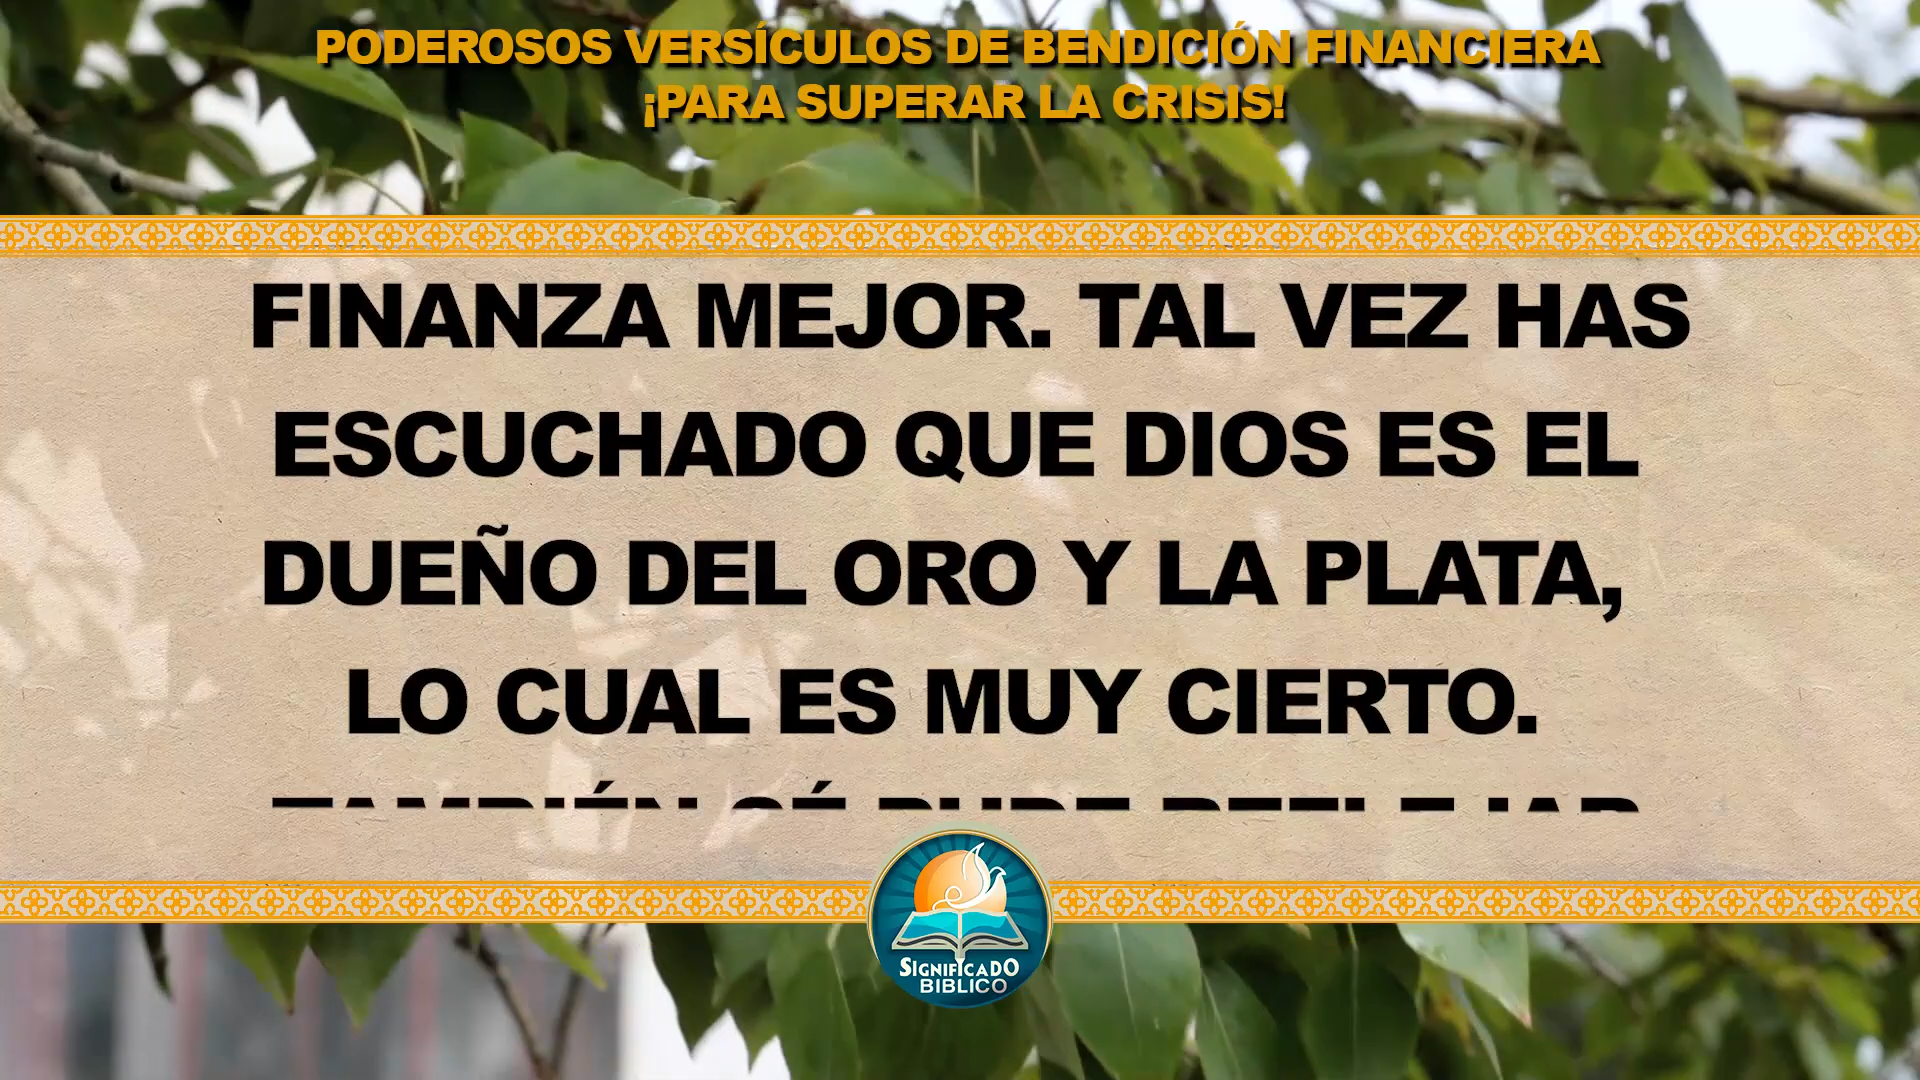 PODEROSOS VERSÍCULOS DE BENDICIÓN FINANCIERA
¡PARA SUPERAR LA CRISIS!
FINANZA MEJOR. TAL VEZ HAS
ESCUCHADO QUE DIOS ES EL
DUEÑO DEL ORO Y LA PLATA,
LO CUAL ES MUY CIERTO.
SIGNIFICADO
BIBLICO